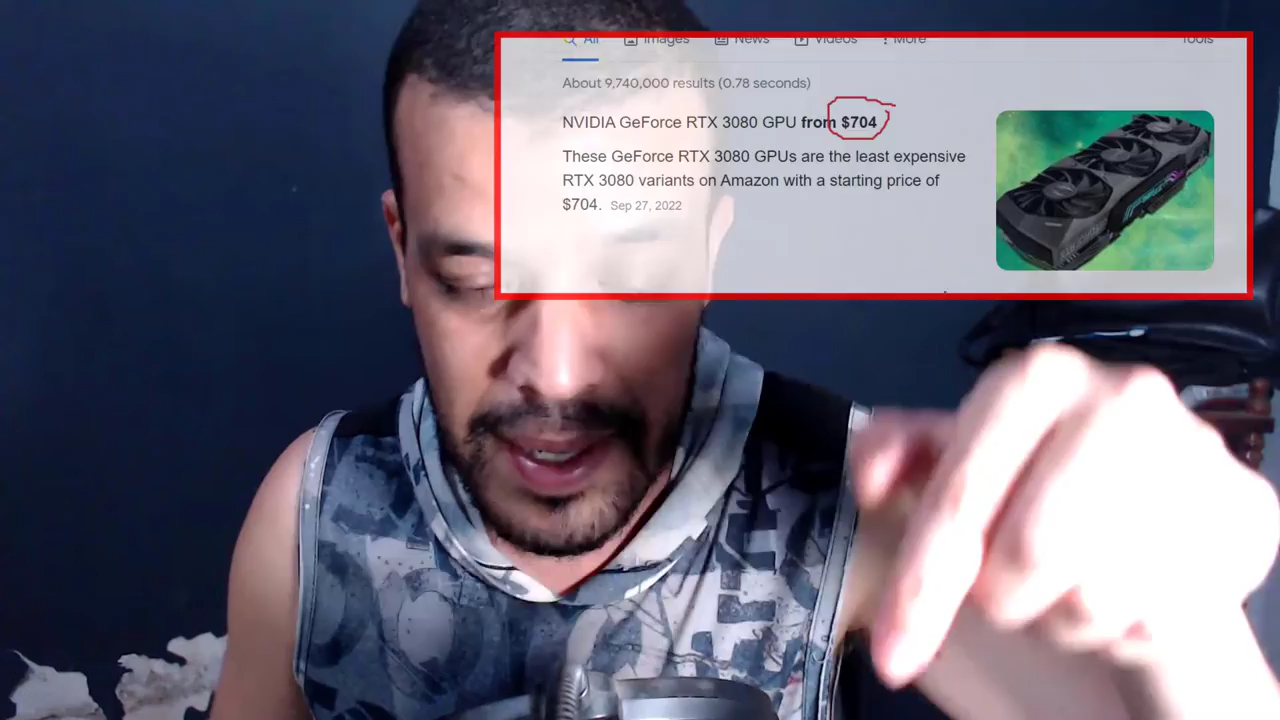 All Images News Videos More Tools
About 9,740,000 results (0.78 seconds)
NVIDIA GeForce RTX 3080 GPU from $704
These GeForce RTX 3080 GPUs are the least expensive
RTX 3080 variants on Amazon with a starting price of
$704. Sep 27, 2022